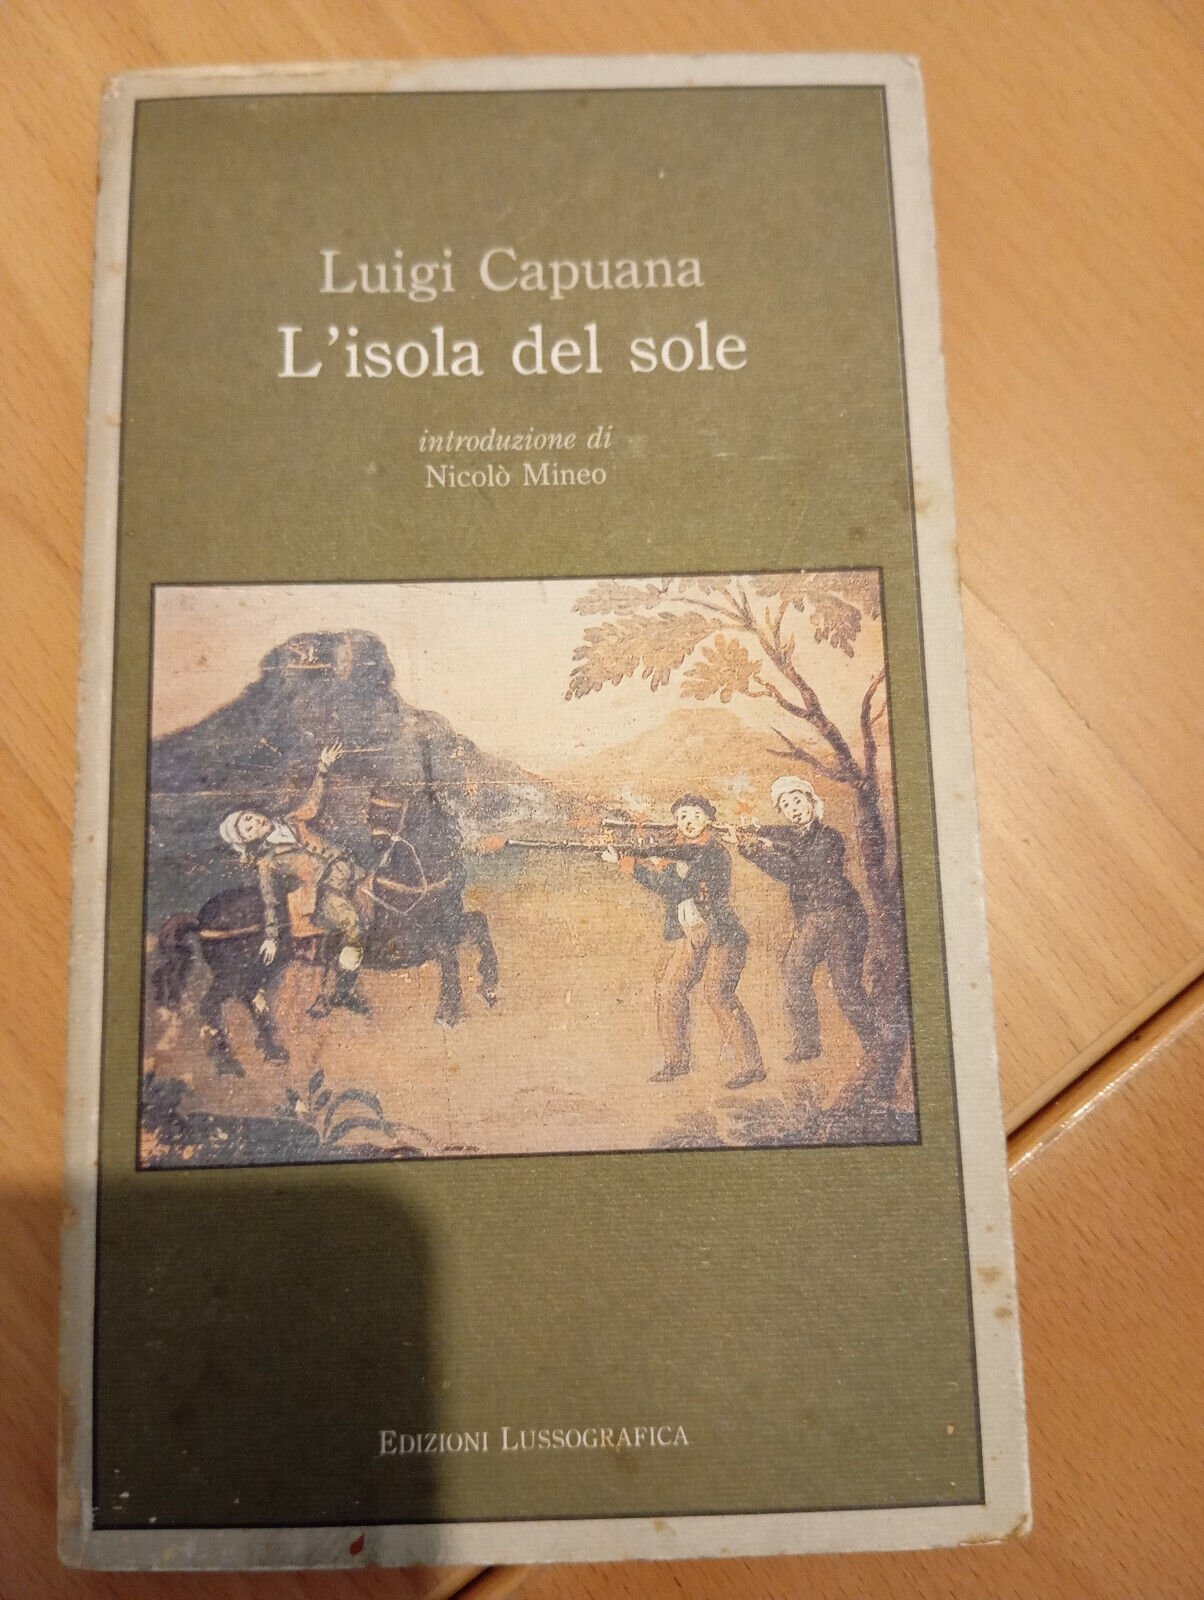 Luigi Capuana
L'isola del sole
introduzione di
Nicolò Mineo
EDIZIONI LUSSOGRAFICA